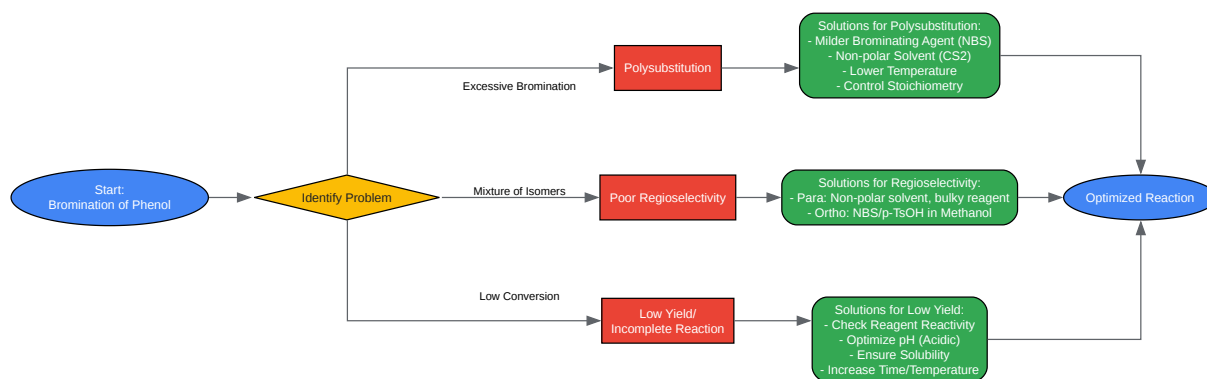 Start:
Bromination of Phenol
Identify Problem
Excessive Bromination
Polysubstitution
Solutions for Polysubstitution:
- Milder Brominating Agent (NBS)
- Non-polar Solvent (CS2)
- Lower Temperature
- Control Stoichiometry
Mixture of Isomers
Poor Regioselectivity
Solutions for Regioselectivity:
- Para: Non-polar solvent, bulky reagent
- Ortho: NBS/p-TsOH in Methanol
Optimized Reaction
Low Conversion
Low Yield/
Incomplete Reaction
Solutions for Low Yield:
- Check Reagent Reactivity
- Optimize pH (Acidic)
- Ensure Solubility
- Increase Time/Temperature